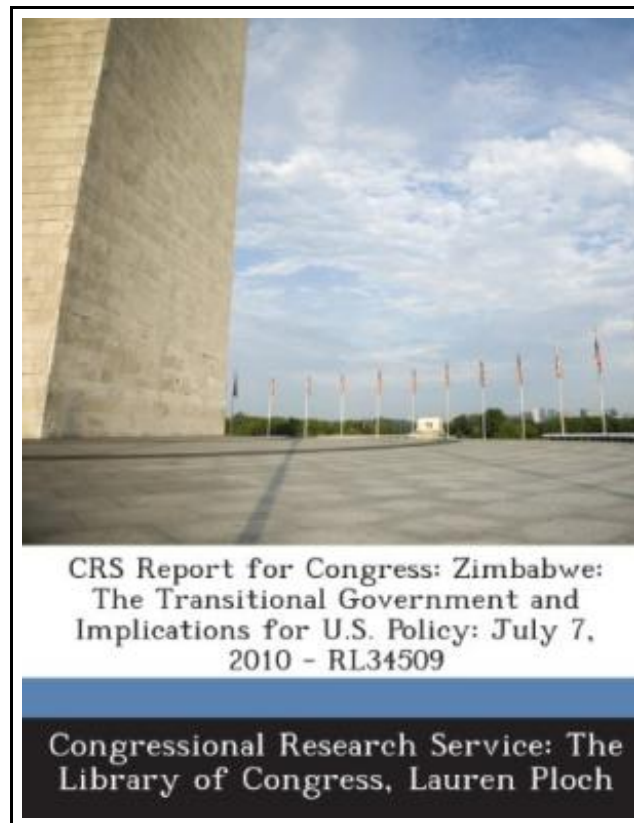 CRS Report for Congress: Zimbabwe:
The Transitional Government and
Implications for U.S. Policy: July 7,
2010 - RL34509
Congressional Research Service: The
Library of Congress, Lauren Ploch